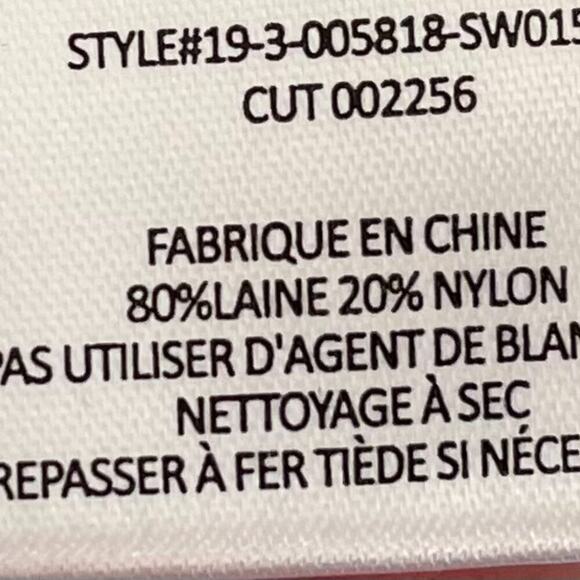 STYLE#19-3-005818-SW015
CUT 002256
FABRIQUE EN CHINE
80%LAINE 20% NYLON
PAS UTILISER D'AGENT DE BLAN
NETTOYAGE À SEC
REPASSER À FER TIÈDE SI NÉCE